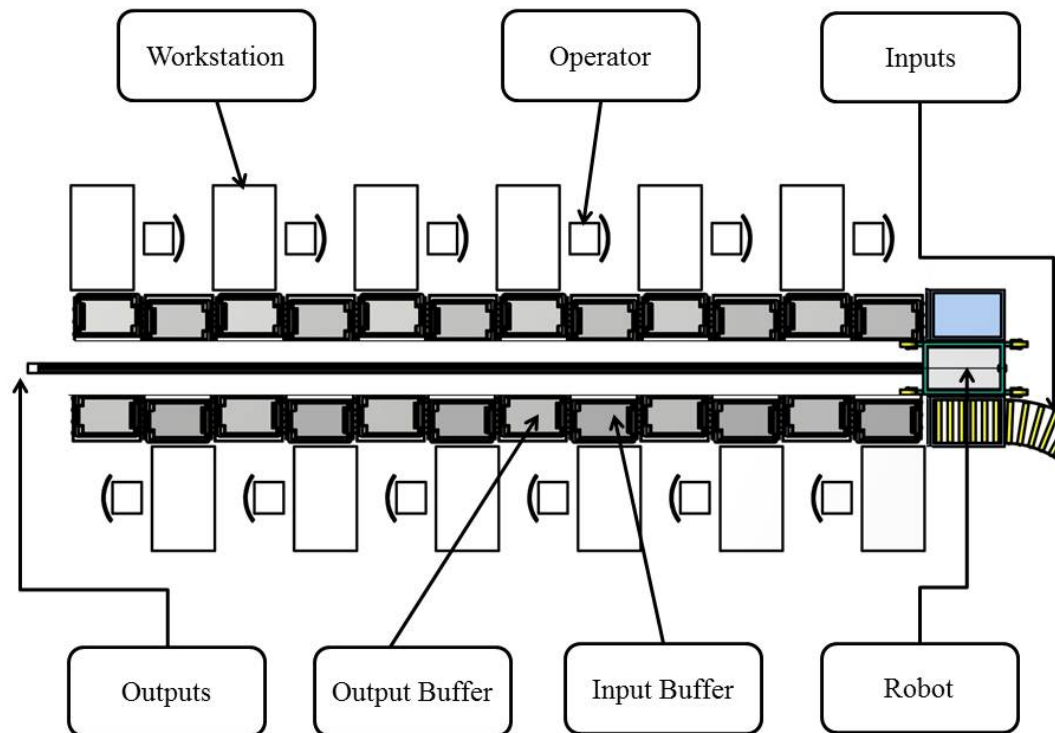 Workstation
Operator
Inputs
Outputs
Output Buffer
Input Buffer
Robot